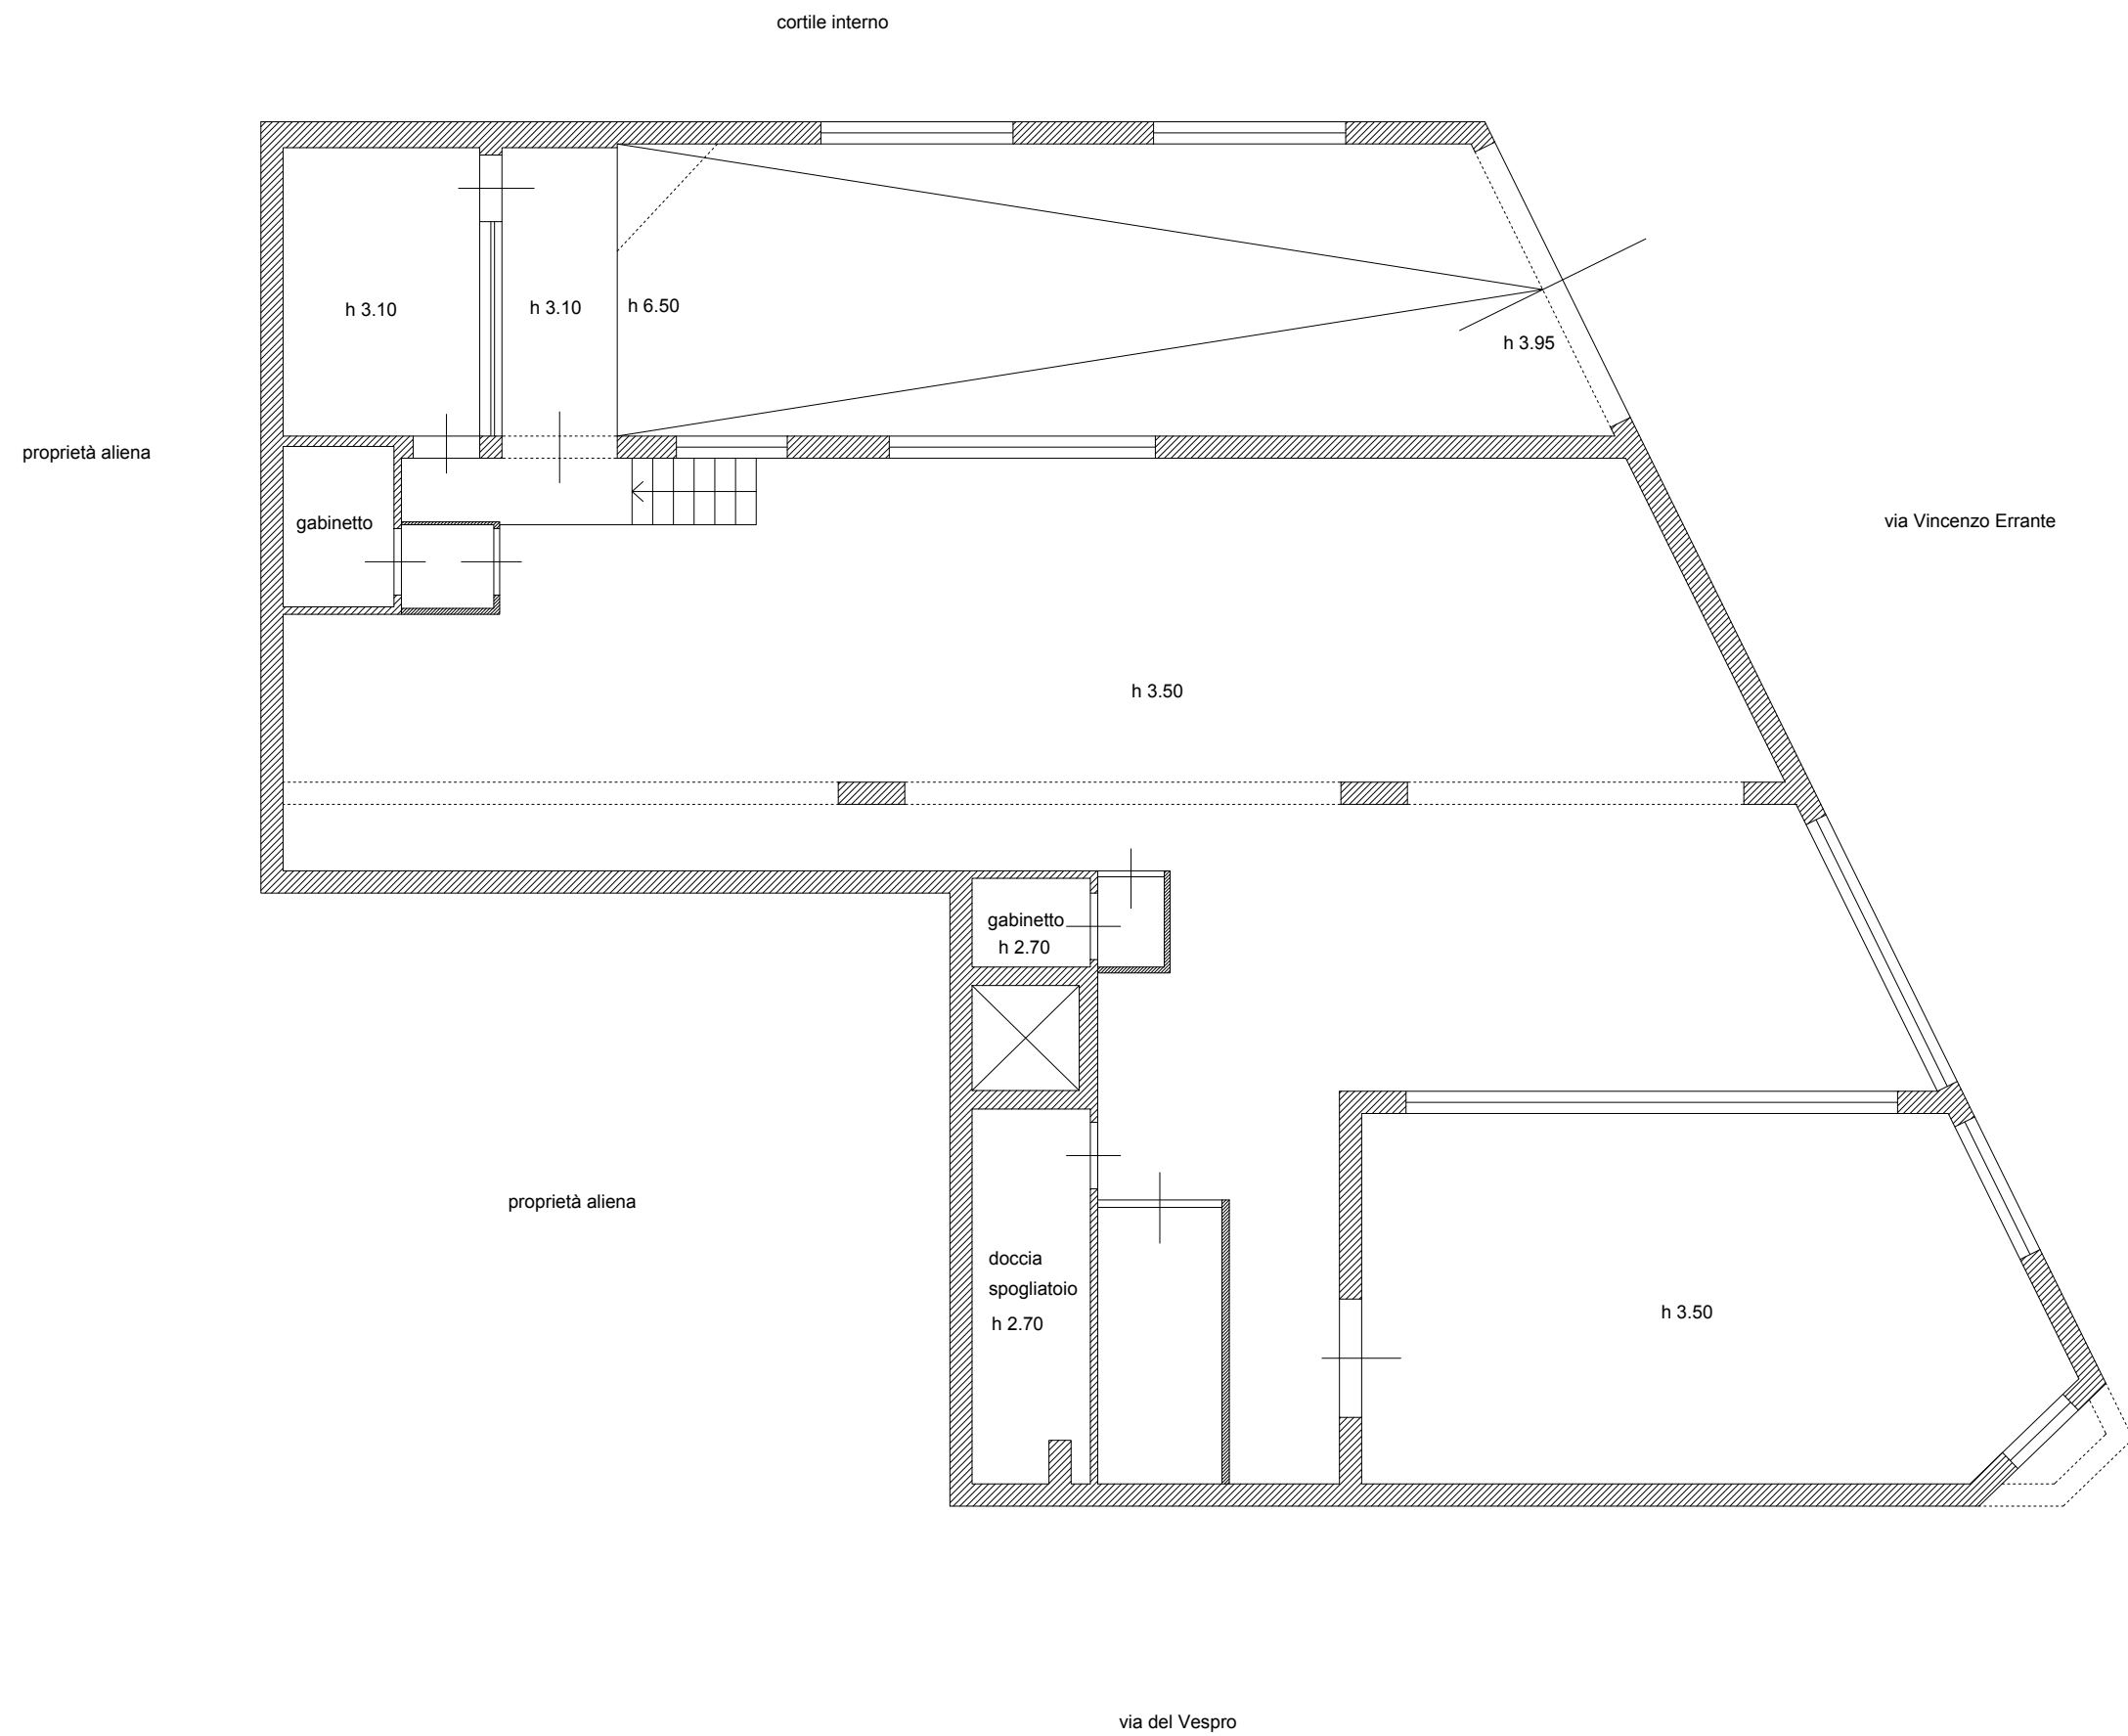 cortile interno
h 3.10
h 3.10
h 6.50
h 3.95
proprietà aliena
gabinetto
via Vincenzo Errante
h 3.50
gabinetto
h 2.70
proprietà aliena
doccia
spogliatoio
h 2.70
h 3.50
via del Vespro